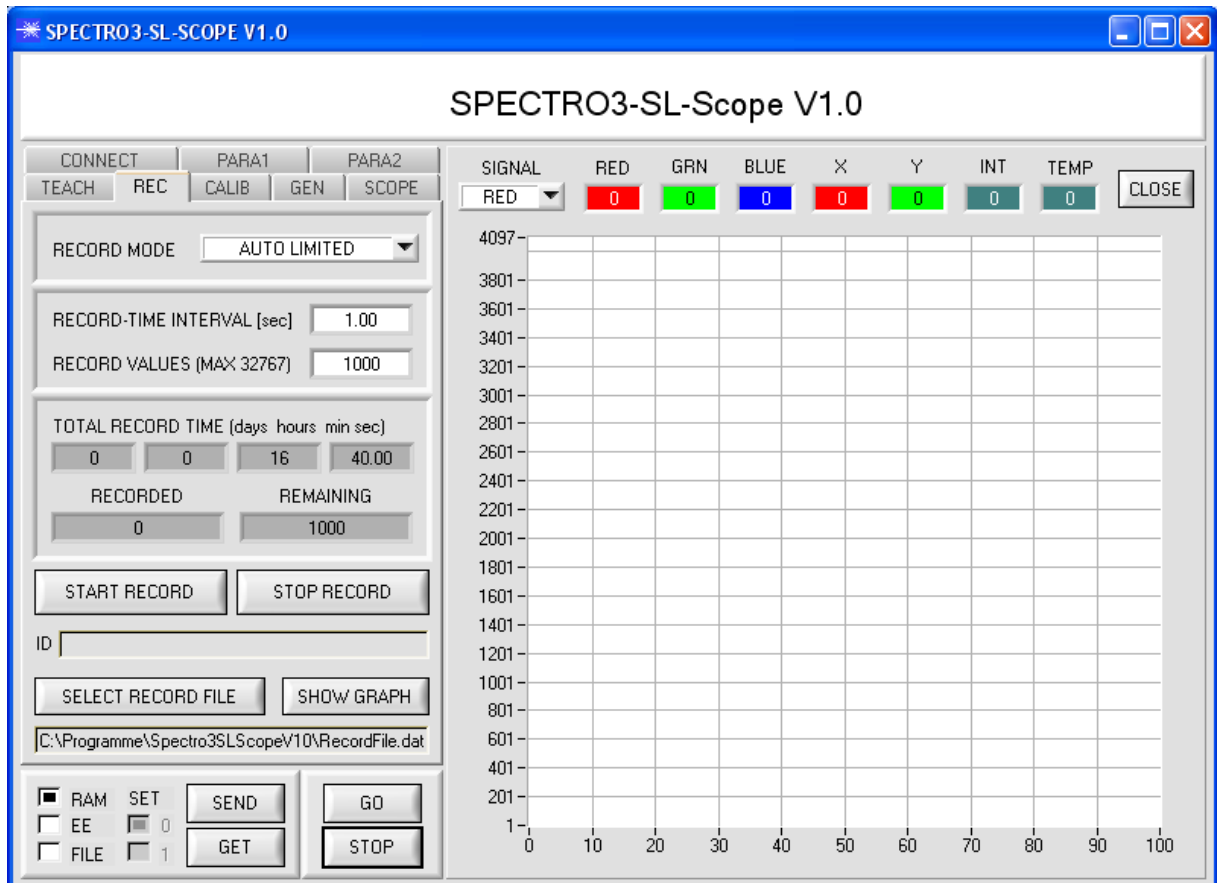 SPECTRO3-SL-SCOPE V1.0
SPECTRO3-SL-Scope V1.0
CONNECT PARA1 PARA2
TEACH REC CALIB GEN SCOPE
RECORD MODE AUTO LIMITED
RECORD-TIME INTERVAL [sec] 1.00
RECORD VALUES (MAX 32767) 1000
TOTAL RECORD TIME (days hours min sec)
0 0 16 40.00
RECORDED REMAINING
0 1000
START RECORD STOP RECORD
ID
SELECT RECORD FILE SHOW GRAPH
C:\Programme\Spectro3SLScopeV10\RecordFile.dat
RAM SET SEND GO
EE 0
FILE 1 GET STOP
SIGNAL RED GRN BLUE X Y INT TEMP
RED 0 0 0 0 0 0 0 CLOSE
4097
3801
3601
3401
3201
3001
2801
2601
2401
2201
2001
1801
1601
1401
1201
1001
801
601
401
201
1
0 10 20 30 40 50 60 70 80 90 100